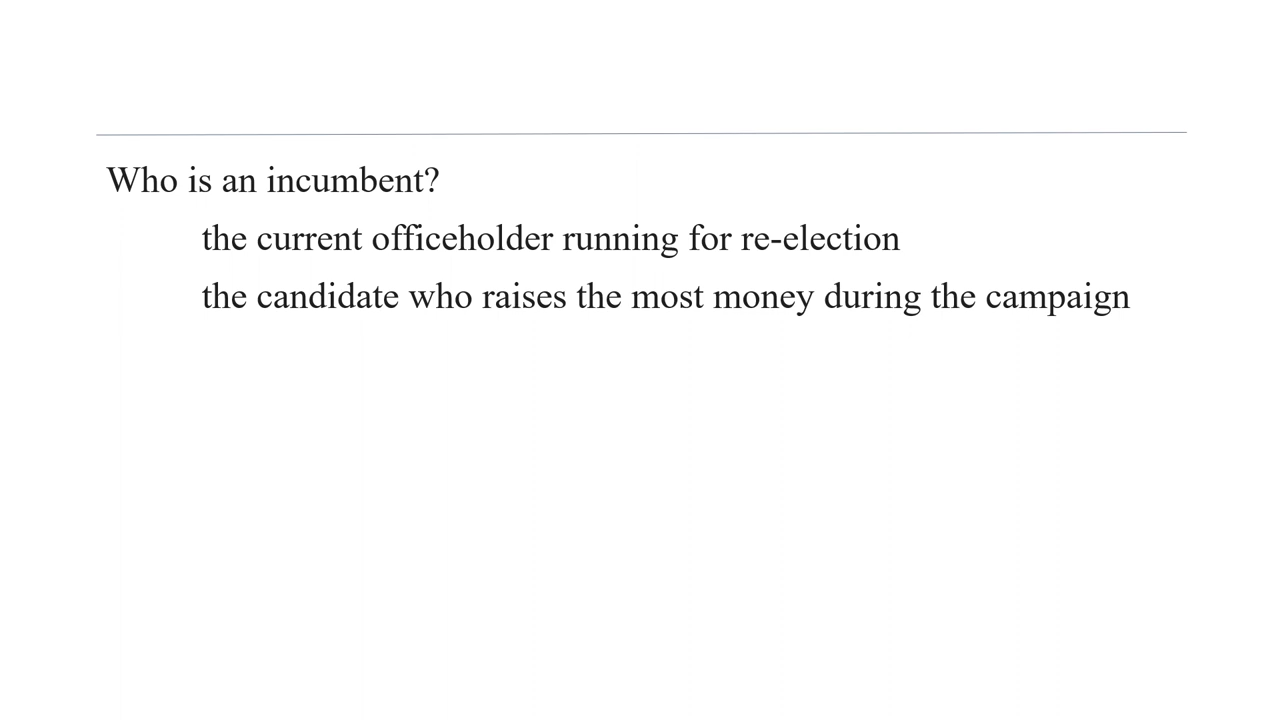 Who is an incumbent?
the current officeholder running for re-election
the candidate who raises the most money during the campaign